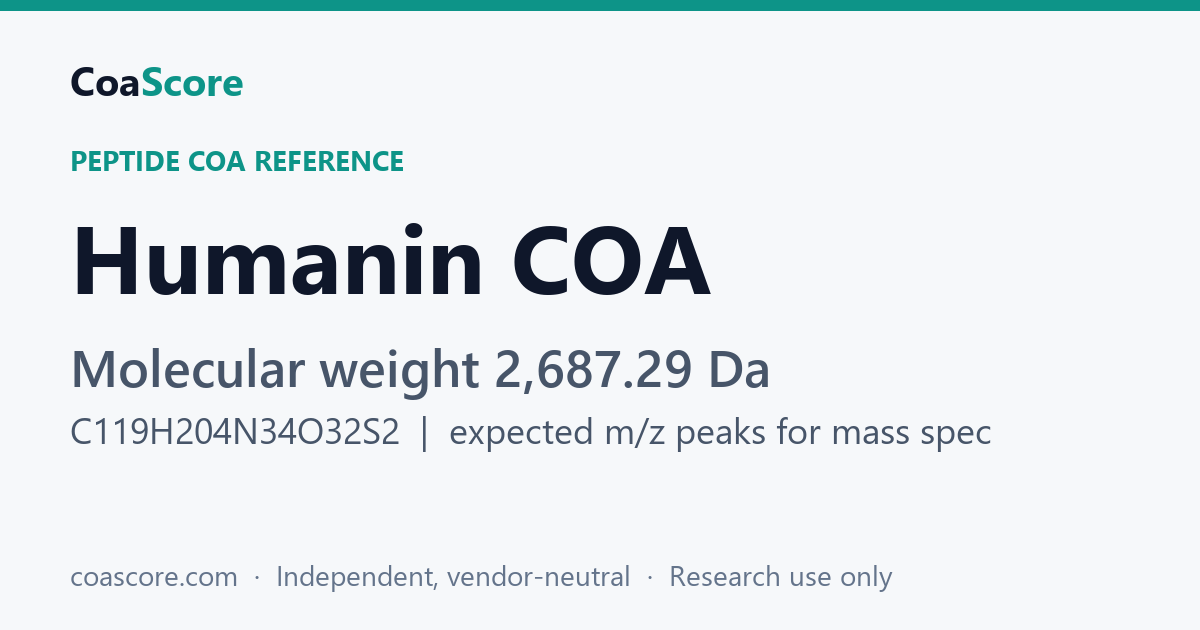 CoaScore
PEPTIDE COA REFERENCE
Humanin COA
Molecular weight 2,687.29 Da
C119H204N34O32S2 | expected m/z peaks for mass spec
coascore.com · Independent, vendor-neutral · Research use only